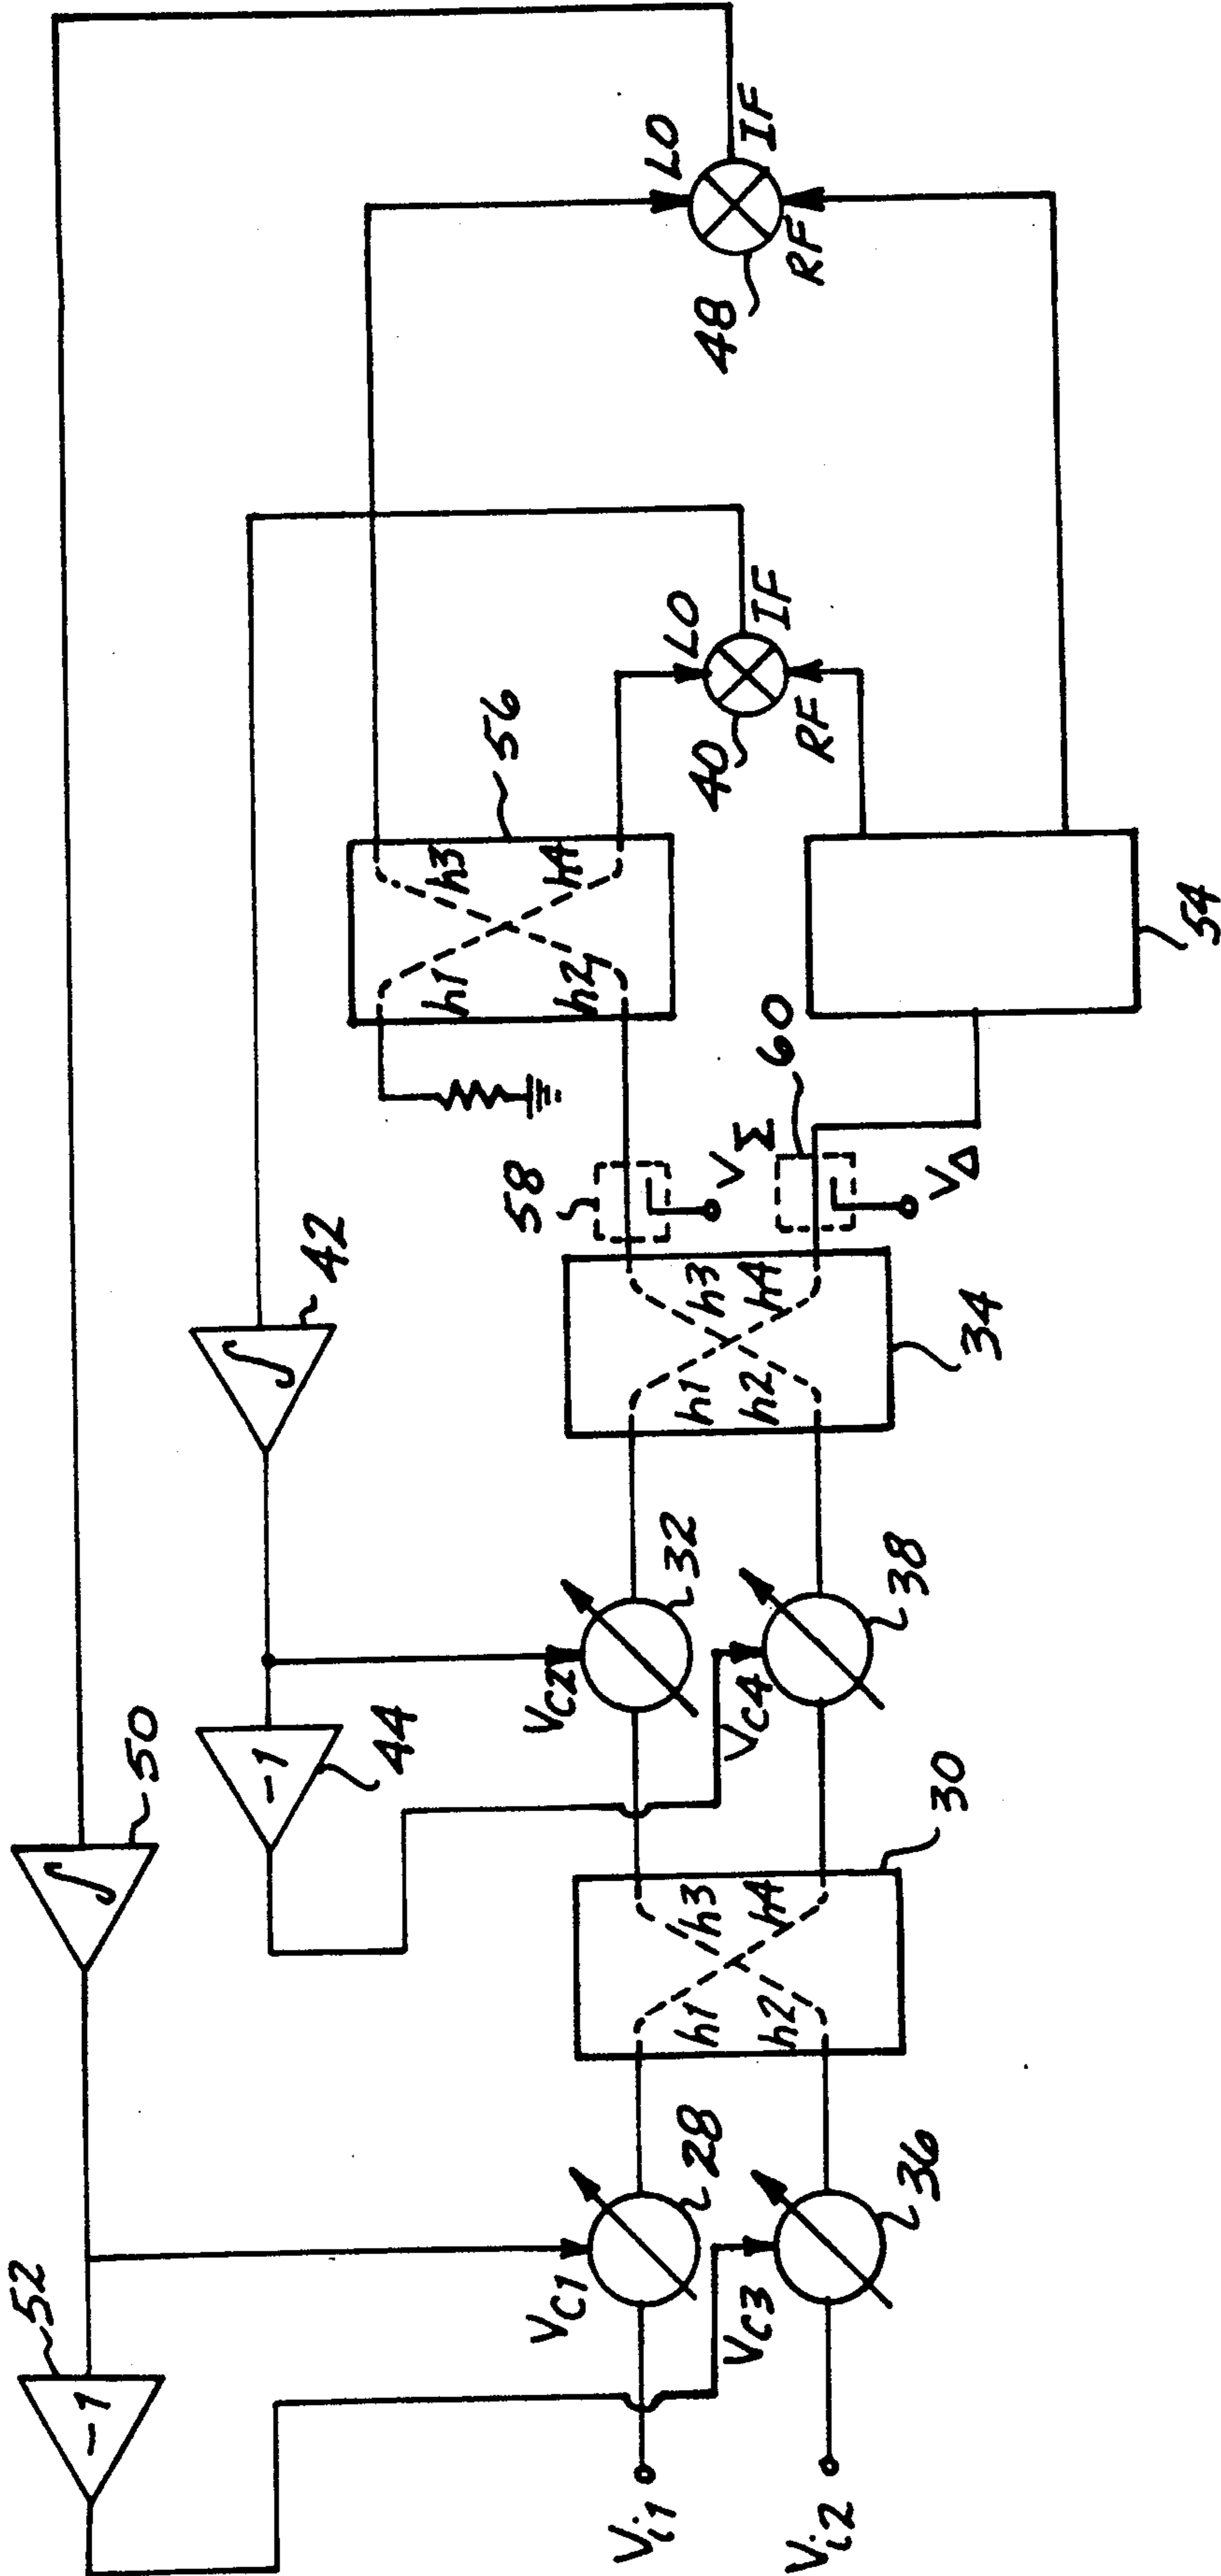 52
-1
50
∫
44
-1
42
∫
Vi1
Vi2
VC1
28
VC3
36
h1
h3
h2
h4
30
VC2
32
VC4
38
h1
h3
h2
h4
34
58
VΣ
60
VΔ
h1
h3
h2
h4
56
54
40
LO
IF
RF
48
LO
IF
RF